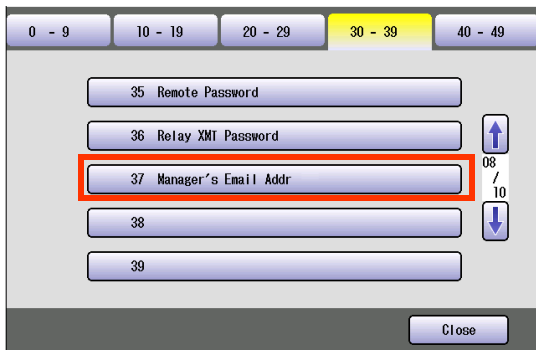 0 - 9 10 - 19 20 - 29 30 - 39 40 - 49
35 Remote Password
36 Relay XMT Password
37 Manager's Email Addr
38
39
08
/
10
Close